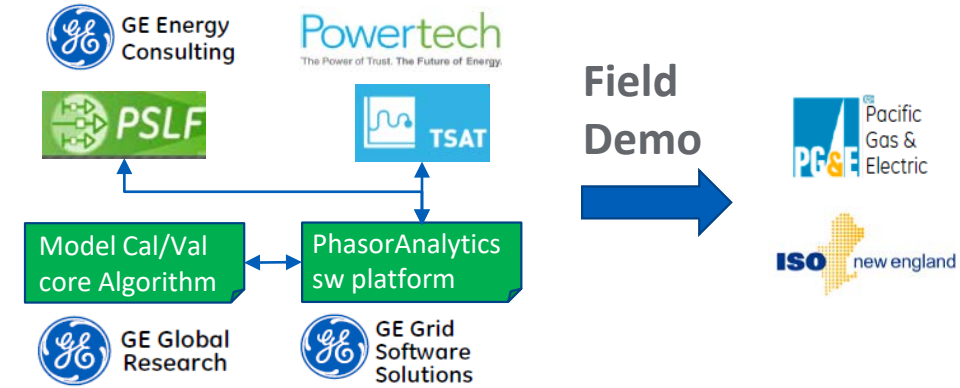 GE Energy
Consulting
Powertech
The Power of Trust. The Future of Energy.
PSLF
TSAT
Model Cal/Val
core Algorithm
PhasorAnalytics
sw platform
GE Global
Research
GE Grid
Software
Solutions
Field
Demo
PG&E
Pacific
Gas &
Electric
ISO new england